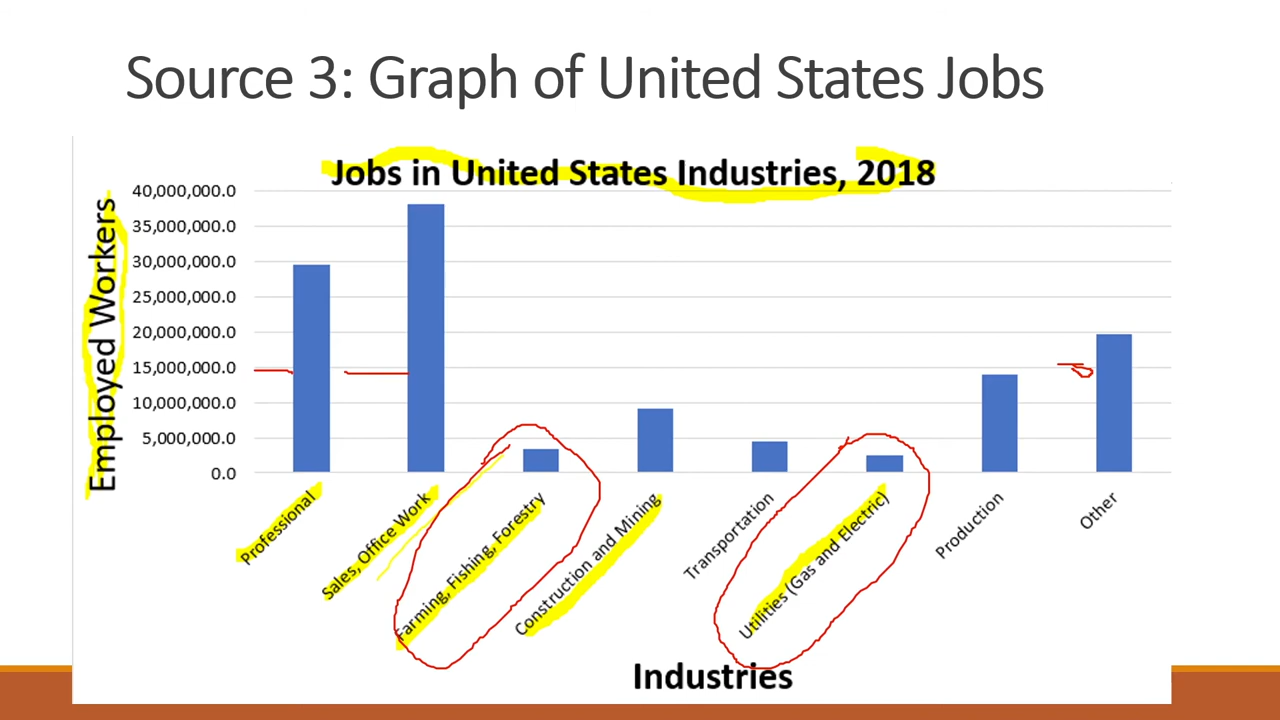 Source 3: Graph of United States Jobs
Jobs in United States Industries, 2018
Employed Workers
40,000,000.0
35,000,000.0
30,000,000.0
25,000,000.0
20,000,000.0
15,000,000.0
10,000,000.0
5,000,000.0
0.0
Professional
Sales, Office Work
Farming, Fishing, Forestry
Construction and Mining
Transportation
Utilities (Gas and Electric)
Production
Other
Industries